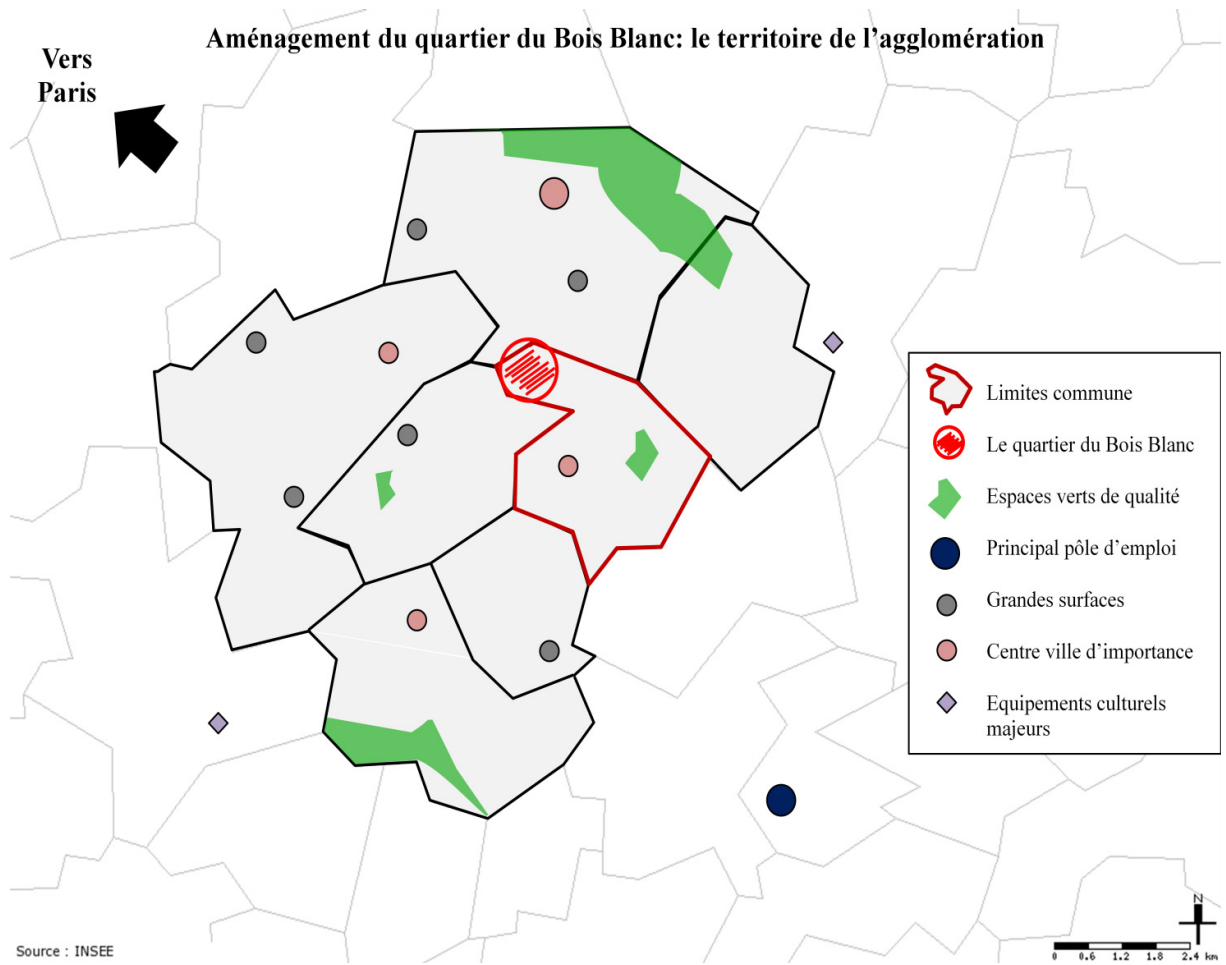 Aménagement du quartier du Bois Blanc: le territoire de l'agglomération
Vers
Paris
Limites commune
Le quartier du Bois Blanc
Espaces verts de qualité
Principal pôle d'emploi
Grandes surfaces
Centre ville d'importance
Equipements culturels
majeurs
N
0 0.6 1.2 1.8 2.4 km
Source : INSEE